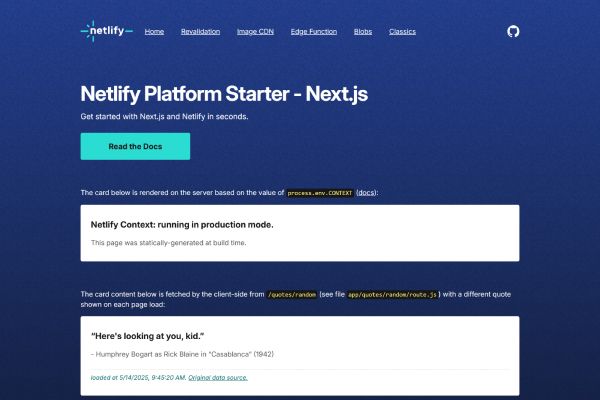 netlify
Home Revalidation Image CDN Edge Function Blobs Classics
Netlify Platform Starter - Next.js
Get started with Next.js and Netlify in seconds.
Read the Docs
The card below is rendered on the server based on the value of process.env.CONTEXT (docs):
Netlify Context: running in production mode.
This page was statically-generated at build time.
The card content below is fetched by the client-side from /quotes/random (see file app/quotes/random/route.js) with a different quote
shown on each page load:
“Here's looking at you, kid.”
- Humphrey Bogart as Rick Blaine in “Casablanca” (1942)
loaded at 5/14/2025, 9:45:20 AM. Original data source.